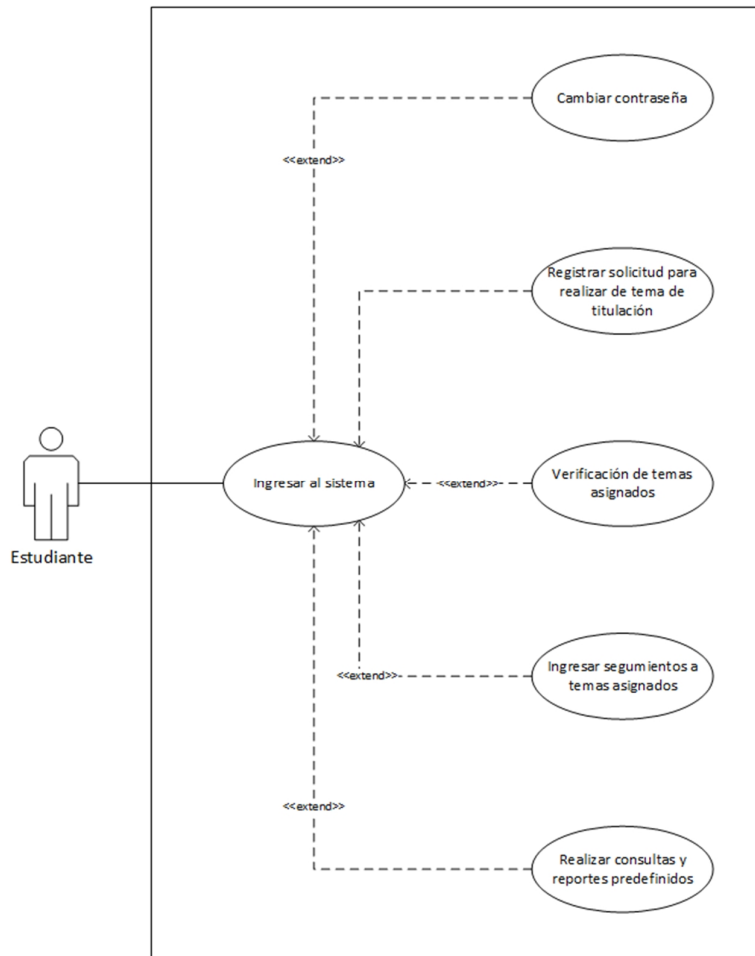 Cambiar contraseña
<<extend>>
Registrar solicitud para
realizar de tema de
titulación
Ingresar al sistema
<<extend>>
Verificación de temas
asignados
Estudiante
<<extend>>
Ingresar segumientos a
temas asignados
<<extend>>
Realizar consultas y
reportes predefinidos